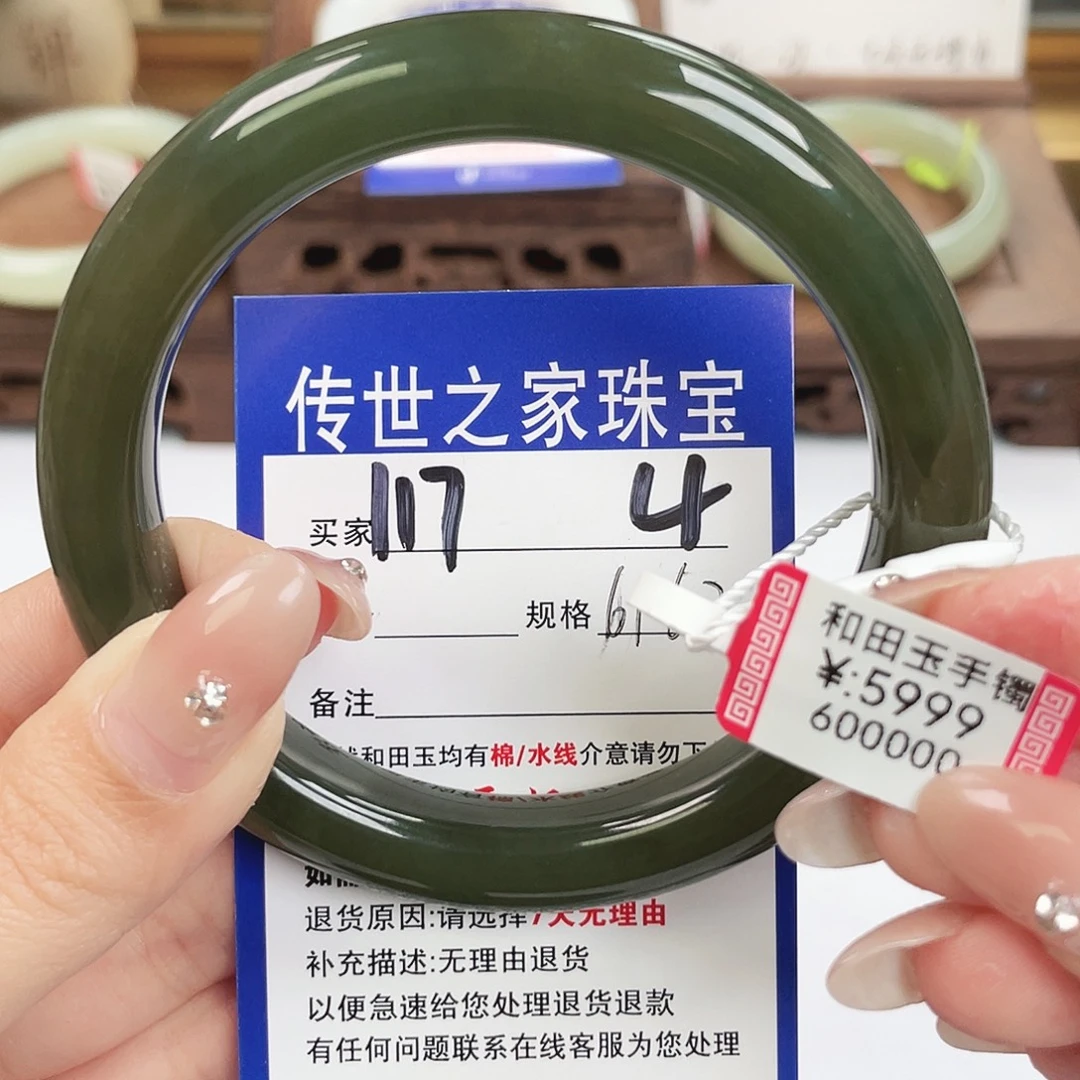 传世之家珠宝
买家 117 4
规格
备注
和田玉均有棉/水线介意请勿下
退货原因:请选择7天无理由
补充描述:无理由退货
以便急速给您处理退货退款
有任何问题联系在线客服为您处理
和田玉手镯
¥:5999
600000